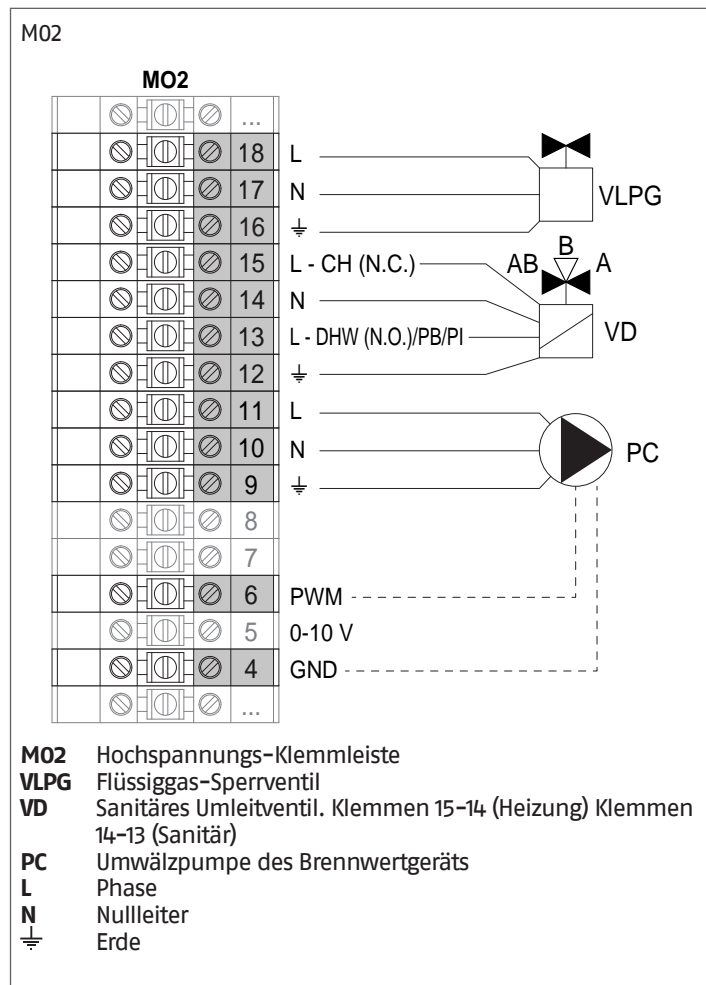 M02
MO2
...
18 L
17 N VLPG
16 ⏚
B
15 L - CH (N.C.) AB A
14 N
13 L - DHW (N.O.)/PB/PI VD
12 ⏚
11 L
10 N PC
9 ⏚
8
7
6 PWM
5 0-10 V
4 GND
...
M02 Hochspannungs-Klemmleiste
VLPG Flüssiggas-Sperrventil
VD Sanitäres Umleitventil. Klemmen 15-14 (Heizung) Klemmen
14-13 (Sanitär)
PC Umwälzpumpe des Brennwertgeräts
L Phase
N Nullleiter
⏚ Erde